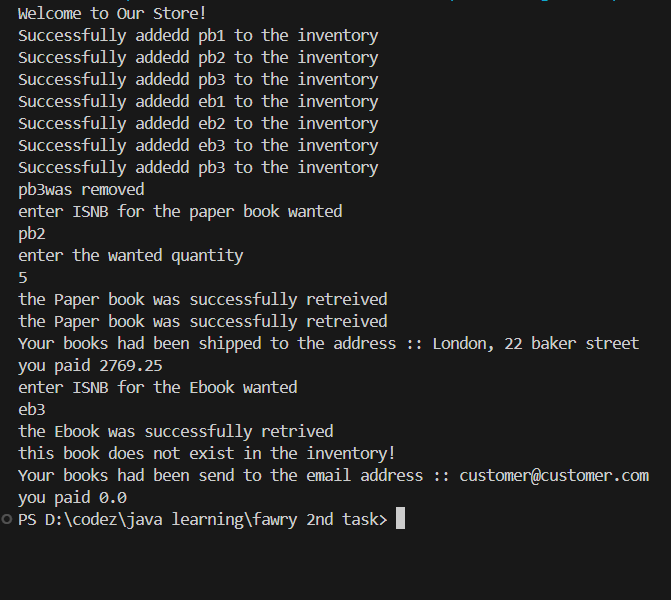 Welcome to Our Store!
Successfully addedd pb1 to the inventory
Successfully addedd pb2 to the inventory
Successfully addedd pb3 to the inventory
Successfully addedd eb1 to the inventory
Successfully addedd eb2 to the inventory
Successfully addedd eb3 to the inventory
Successfully addedd pb3 to the inventory
pb3was removed
enter ISNB for the paper book wanted
pb2
enter the wanted quantity
5
the Paper book was successfully retreived
the Paper book was successfully retreived
Your books had been shipped to the address :: London, 22 baker street
you paid 2769.25
enter ISNB for the Ebook wanted
eb3
the Ebook was successfully retrived
this book does not exist in the inventory!
Your books had been send to the email address :: customer@customer.com
you paid 0.0
PS D:\codez\java learning\fawry 2nd task>